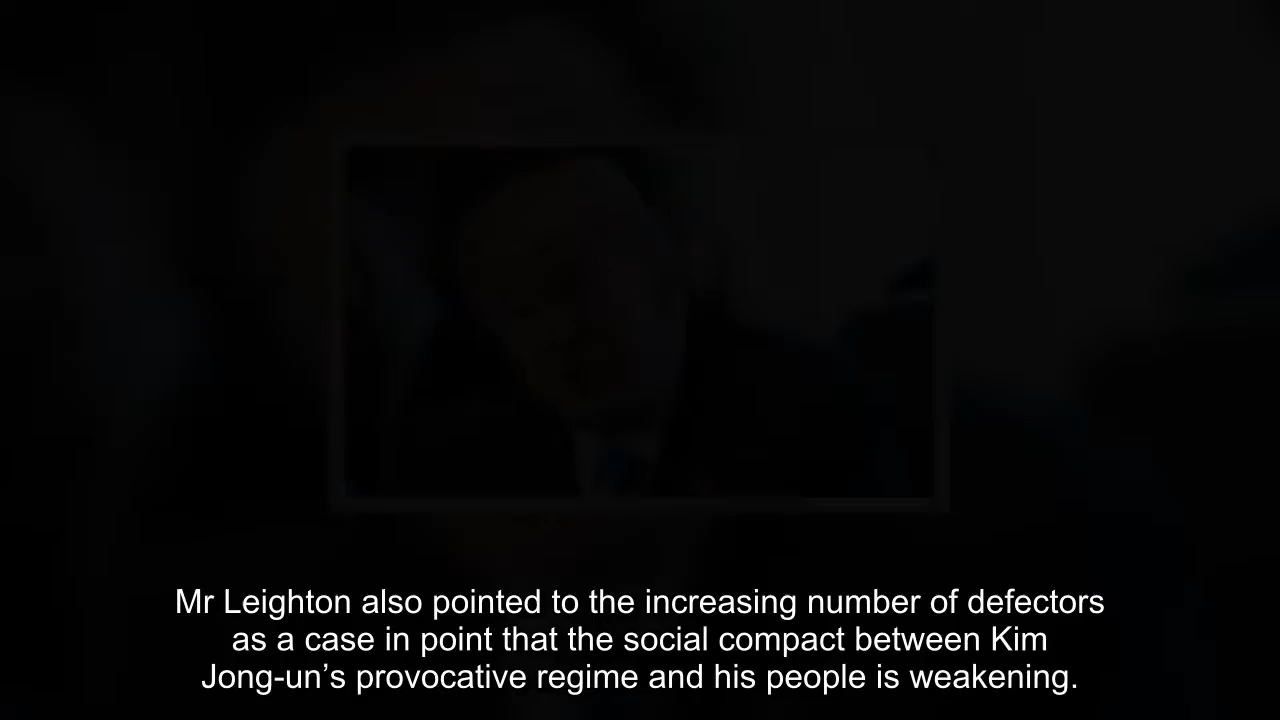 Mr Leighton also pointed to the increasing number of defectors
as a case in point that the social compact between Kim
Jong-un’s provocative regime and his people is weakening.